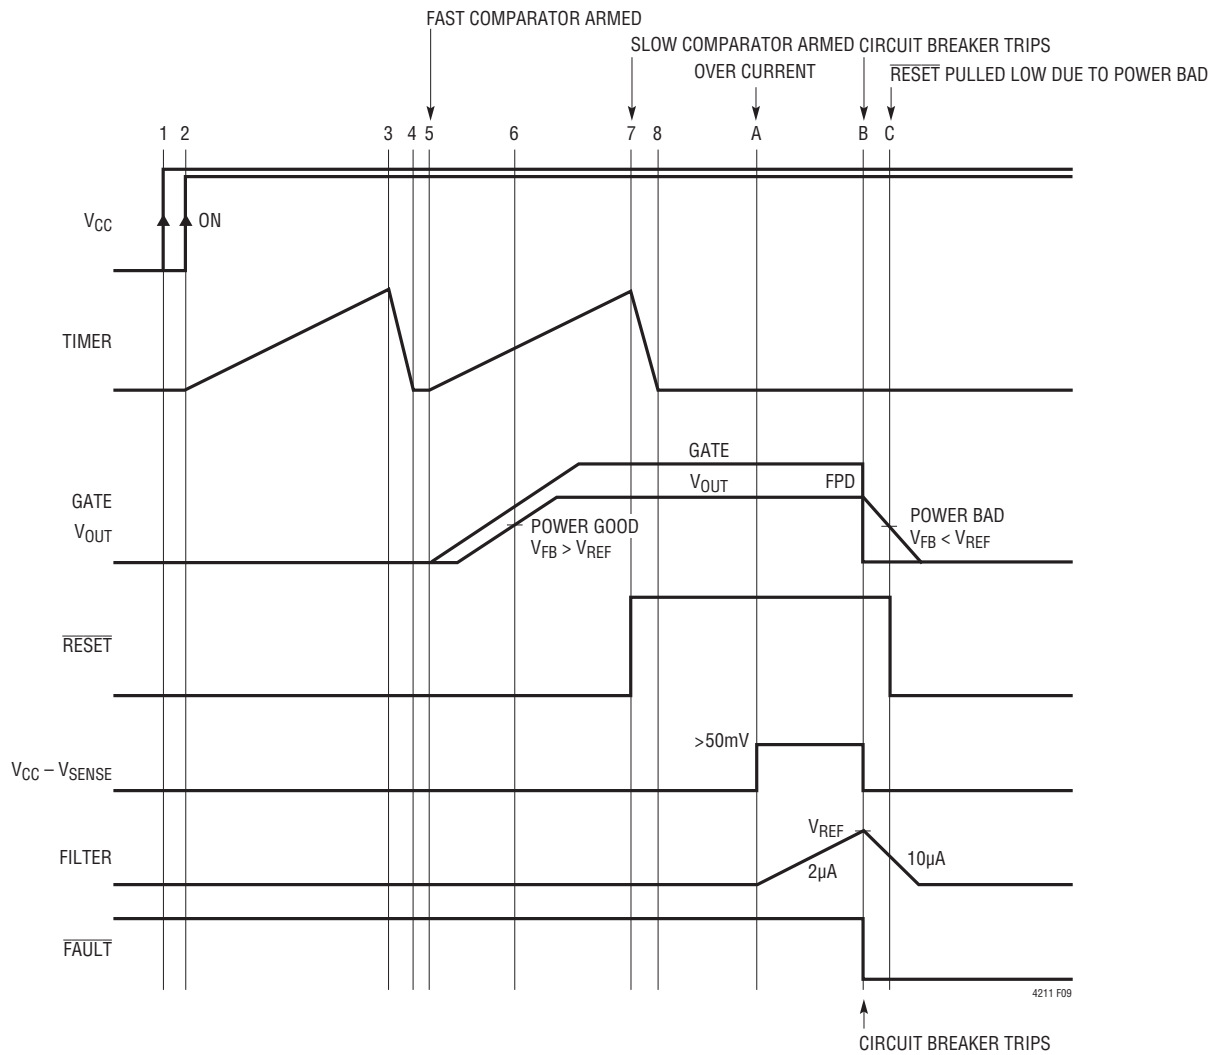 FAST COMPARATOR ARMED
SLOW COMPARATOR ARMED
CIRCUIT BREAKER TRIPS
OVER CURRENT
RESET PULLED LOW DUE TO POWER BAD
1 2 3 4 5 6 7 8 A B C
VCC
ON
TIMER
GATE
VOUT
GATE
VOUT
FPD
POWER GOOD
VFB > VREF
POWER BAD
VFB < VREF
RESET
>50mV
VCC – VSENSE
VREF
FILTER
2µA
10µA
FAULT
4211 F09
CIRCUIT BREAKER TRIPS